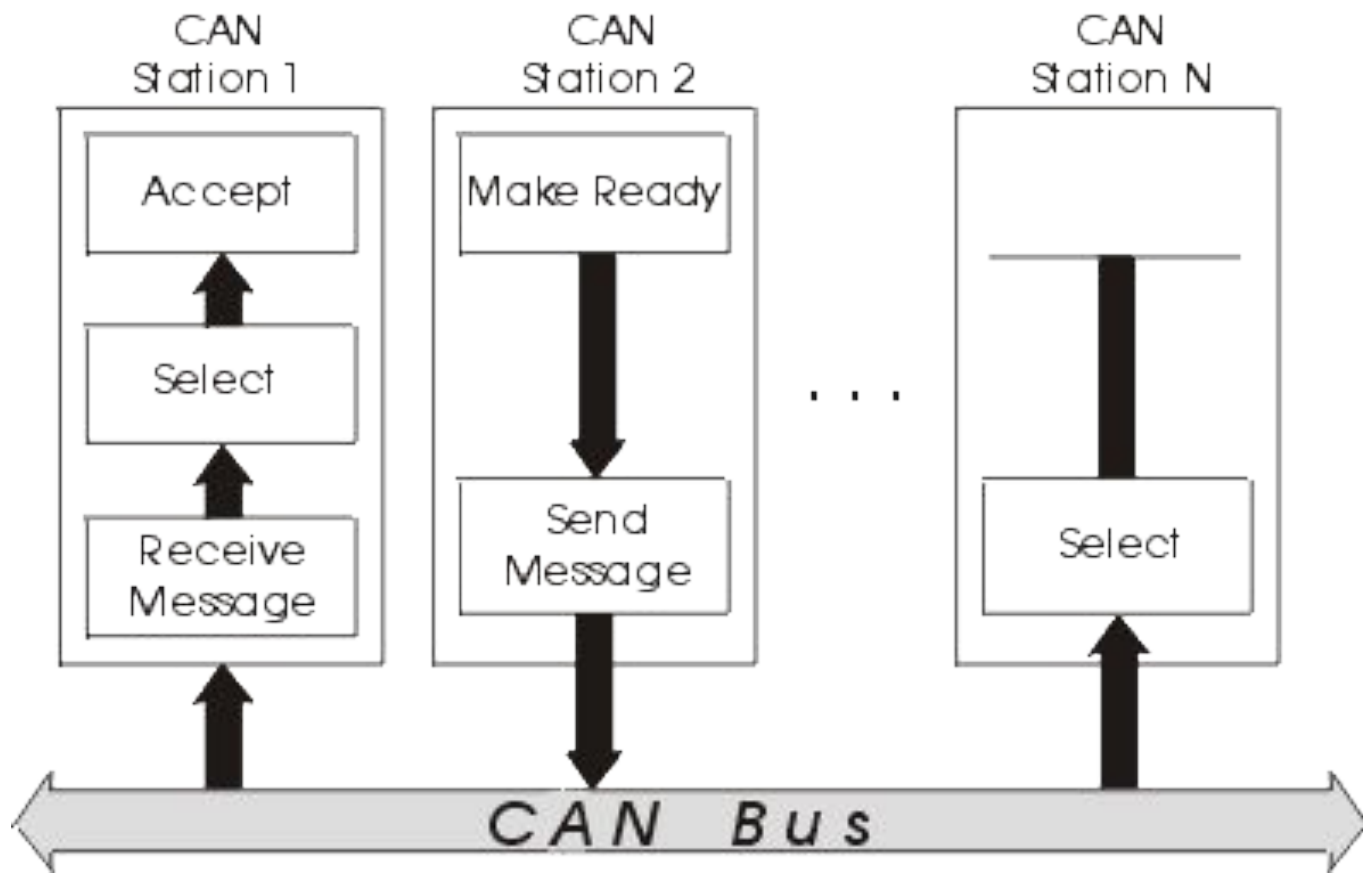 CAN
Station 1
CAN
Station 2
CAN
Station N
Accept
Select
Receive
Message
Make Ready
Send
Message
. . .
Select
CAN Bus